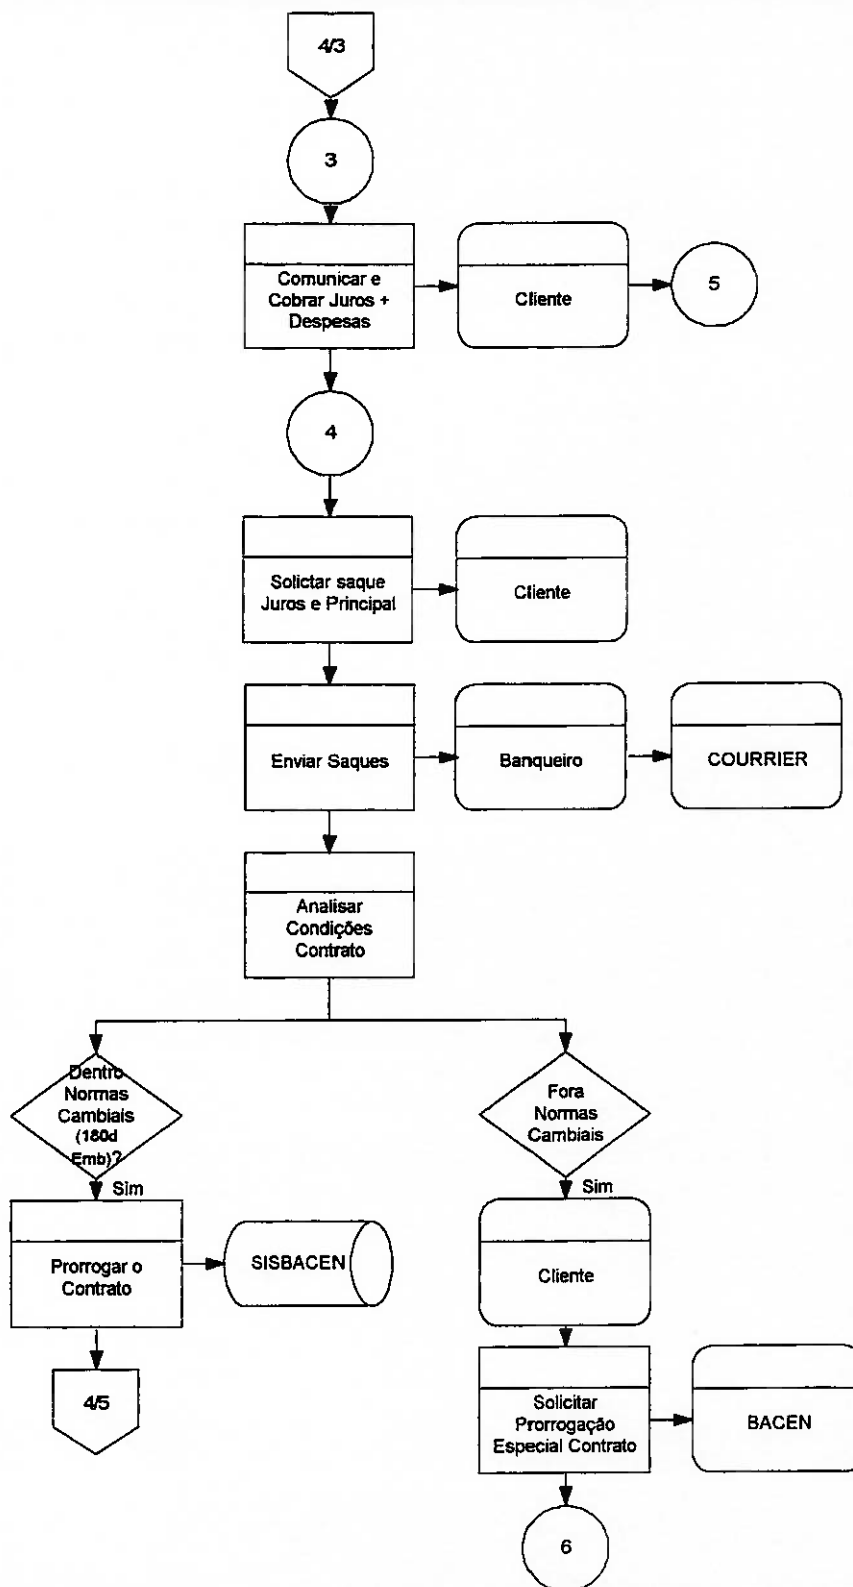 4/3
3
Comunicar e
Cobrar Juros +
Despesas
Cliente
5
4
Solictar saque
Juros e Principal
Cliente
Enviar Saques
Banqueiro
COURRIER
Analisar
Condições
Contrato
Dentro
Normas
Cambiais
(180d
Emb)?
Sim
Fora
Normas
Cambiais
Sim
Prorrogar o
Contrato
SISBACEN
Cliente
4/5
Solicitar
Prorrogação
Especial Contrato
BACEN
6